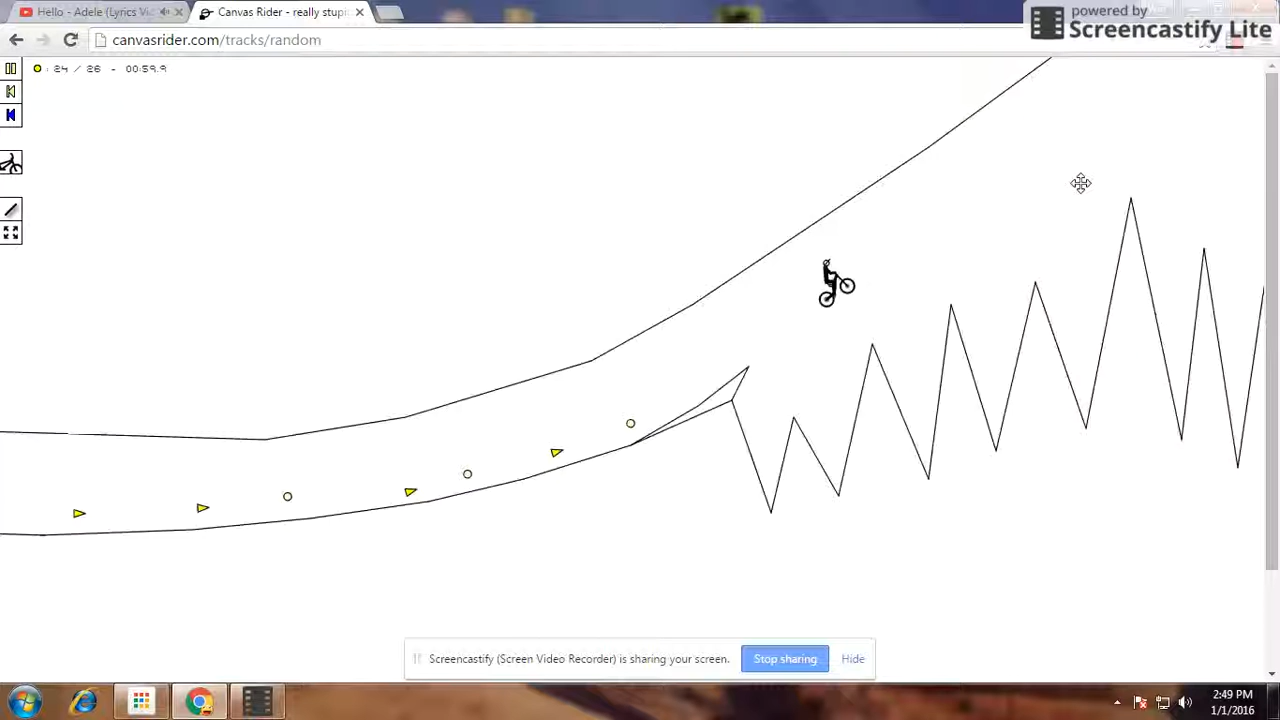 Hello - Adele (Lyrics Vi
Canvas Rider - really stupi
powered by
Screencastify Lite
canvasrider.com/tracks/random
: 24 / 26 - 00:59.9
Screencastify (Screen Video Recorder) is sharing your screen.
Stop sharing
Hide
2:49 PM
1/1/2016